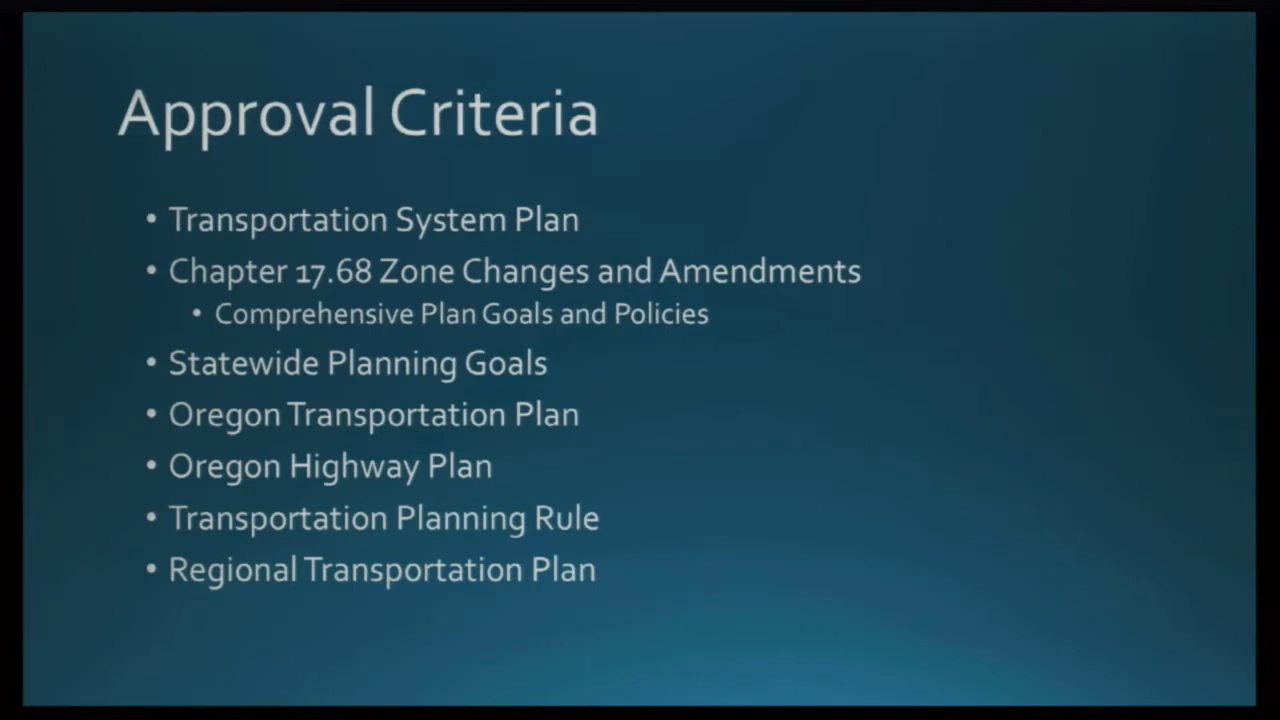 Approval Criteria
• Transportation System Plan
• Chapter 17.68 Zone Changes and Amendments
• Comprehensive Plan Goals and Policies
• Statewide Planning Goals
• Oregon Transportation Plan
• Oregon Highway Plan
• Transportation Planning Rule
• Regional Transportation Plan